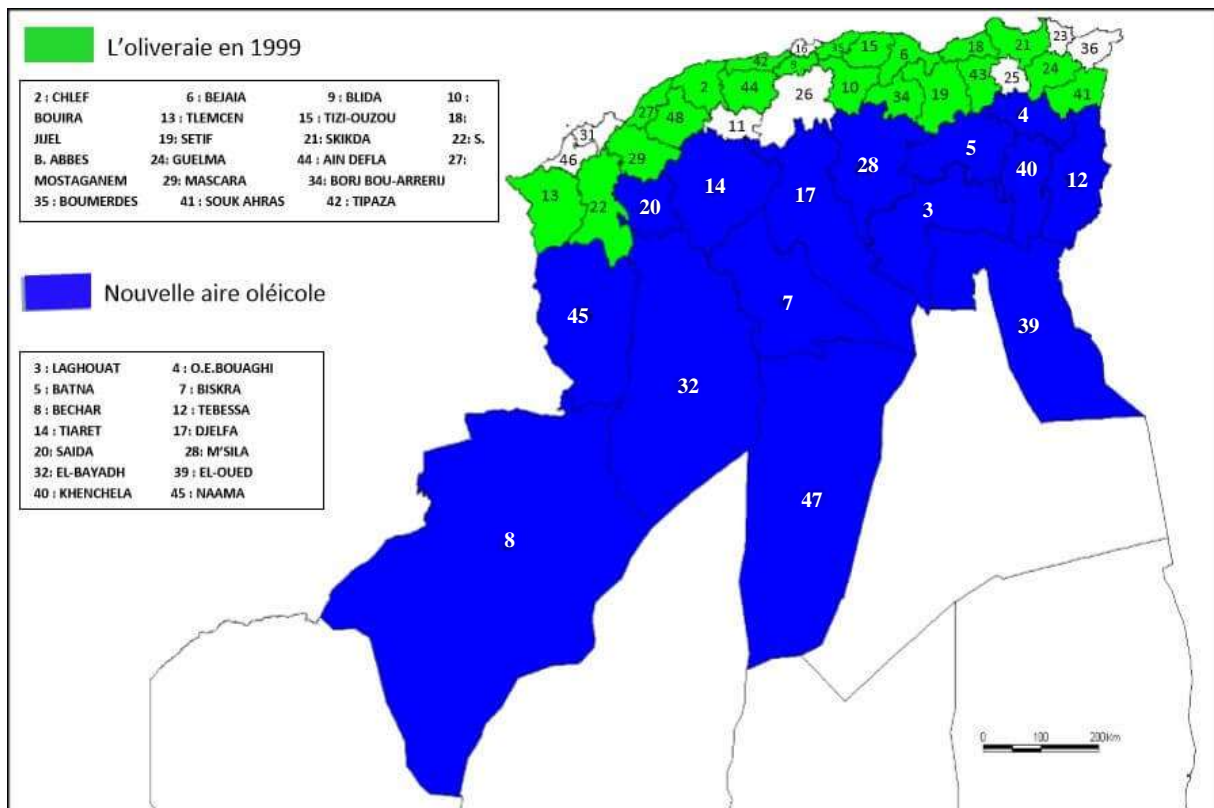 L'oliveraie en 1999
2 : CHLEF 6 : BEJAIA 9 : BLIDA 10 :
BOUIRA 13 : TLEMCEN 15 : TIZI-OUZOU 18:
JIJEL 19: SETIF 21: SKIKDA 22: S.
B. ABBES 24: GUELMA 44 : AIN DEFLA 27:
MOSTAGANEM 29: MASCARA 34: BORJ BOU-ARRERIJ
35 : BOUMERDES 41 : SOUK AHRAS 42 : TIPAZA
Nouvelle aire oléicole
3 : LAGHOUAT 4 : O.E.BOUAGHI
5 : BATNA 7 : BISKRA
8 : BECHAR 12 : TEBESSA
14 : TIARET 17: DJELFA
20: SAIDA 28: M'SILA
32: EL-BAYADH 39 : EL-OUED
40 : KHENCHELA 45 : NAAMA
16 35 15 6 18 21 23 36
42 9 10 34 19 43 25 24 41
27 48 2 44 26
31 11 4
46 29 5
13 22 20 14 17 28 40 12
3
45 7 39
32
47
8
0 100 200 Km